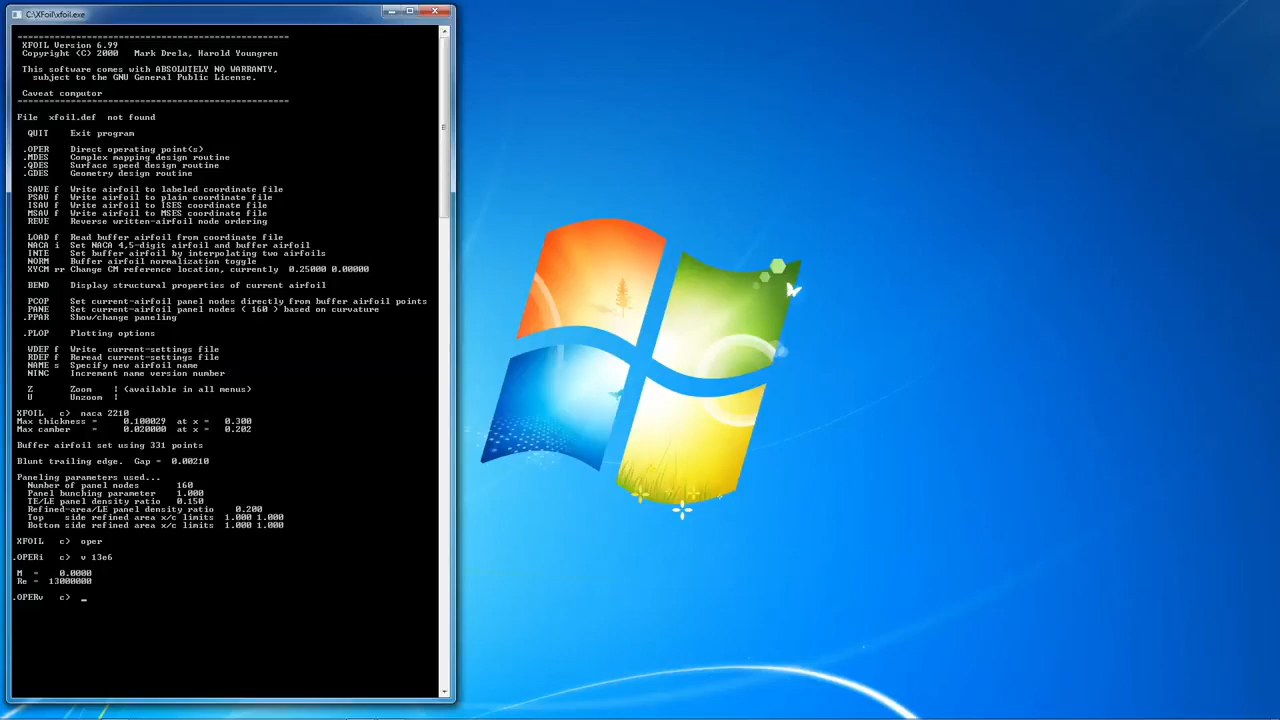 C:\XFoil\xfoil.exe
===================================================
XFOIL Version 6.99
Copyright (C) 2000   Mark Drela, Harold Youngren
This software comes with ABSOLUTELY NO WARRANTY,
subject to the GNU General Public License.
Caveat computor
===================================================
File  xfoil.def  not found
QUIT    Exit program
.OPER    Direct operating point(s)
.MDES    Complex mapping design routine
.QDES    Surface speed design routine
.GDES    Geometry design routine
SAVE f  Write airfoil to labeled coordinate file
PSAV f  Write airfoil to plain coordinate file
ISAV f  Write airfoil to ISES coordinate file
MSAV f  Write airfoil to MSES coordinate file
REVE    Reverse written-airfoil node ordering
LOAD f  Read buffer airfoil from coordinate file
NACA i  Set NACA 4,5-digit airfoil and buffer airfoil
INTE    Set buffer airfoil by interpolating two airfoils
NORM    Buffer airfoil normalization toggle
XYCM rr Change CM reference location, currently  0.25000 0.00000
BEND    Display structural properties of current airfoil
PCOP    Set current-airfoil panel nodes directly from buffer airfoil points
PANE    Set current-airfoil panel nodes ( 160 ) based on curvature
.PPAR    Show/change paneling
.PLOP    Plotting options
WDEF f  Write  current-settings file
RDEF f  Reread current-settings file
NAME s  Specify new airfoil name
NINC    Increment name version number
Z       Zoom    | (available in all menus)
U       Unzoom  |
XFOIL   c>  naca 2210
Max thickness =     0.100029  at x =   0.300
Max camber    =     0.020000  at x =   0.202
Buffer airfoil set using 331 points
Blunt trailing edge.  Gap =  0.00210
Paneling parameters used...
Number of panel nodes       160
Panel bunching parameter    1.000
TE/LE panel density ratio   0.150
Refined-area/LE panel density ratio    0.200
Top    side refined area x/c limits  1.000 1.000
Bottom side refined area x/c limits  1.000 1.000
XFOIL   c>  oper
.OPERi   c>  v 13e6
M  =     0.0000
Re =  13000000
.OPERv   c>  _